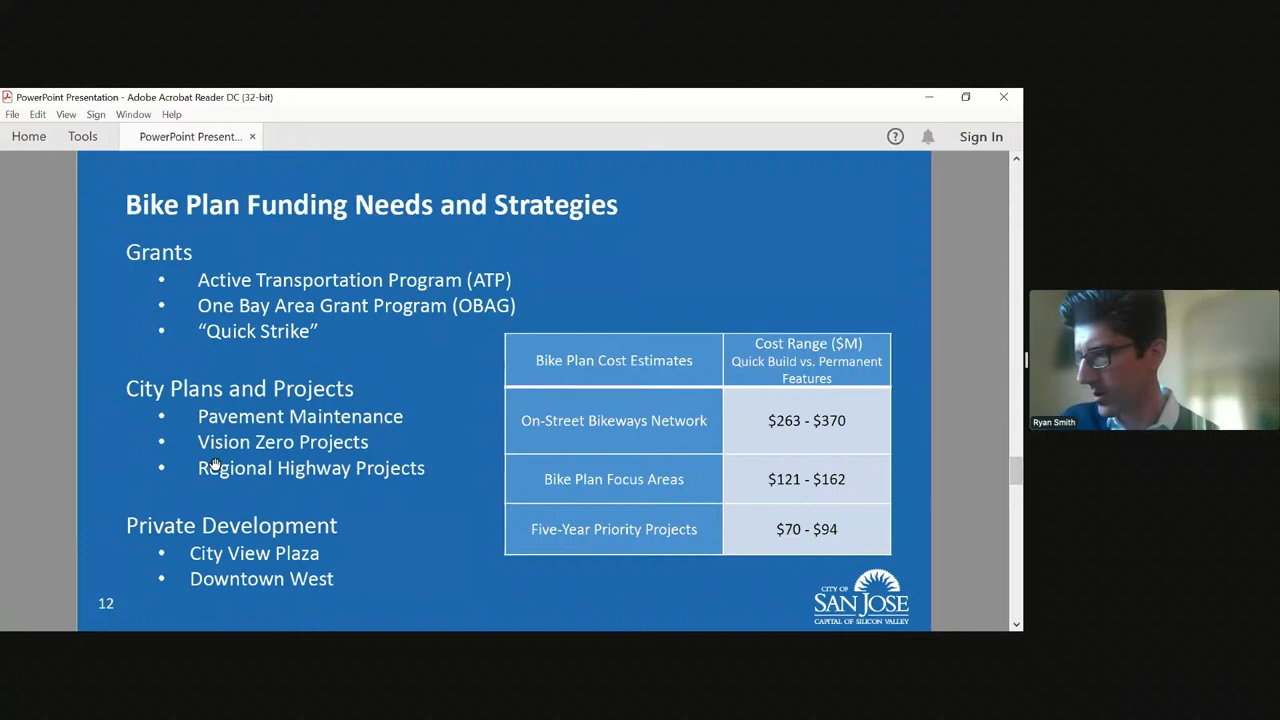 PowerPoint Presentation - Adobe Acrobat Reader DC (32-bit)
File Edit View Sign Window Help
Home Tools PowerPoint Present... × Sign In
Bike Plan Funding Needs and Strategies
Grants
• Active Transportation Program (ATP)
• One Bay Area Grant Program (OBAG)
• “Quick Strike”
City Plans and Projects
• Pavement Maintenance
• Vision Zero Projects
• Regional Highway Projects
Private Development
• City View Plaza
• Downtown West
Bike Plan Cost Estimates
Cost Range ($M)
Quick Build vs. Permanent
Features
On-Street Bikeways Network $263 - $370
Bike Plan Focus Areas $121 - $162
Five-Year Priority Projects $70 - $94
12
CITY OF
SAN JOSE
CAPITAL OF SILICON VALLEY
Ryan Smith